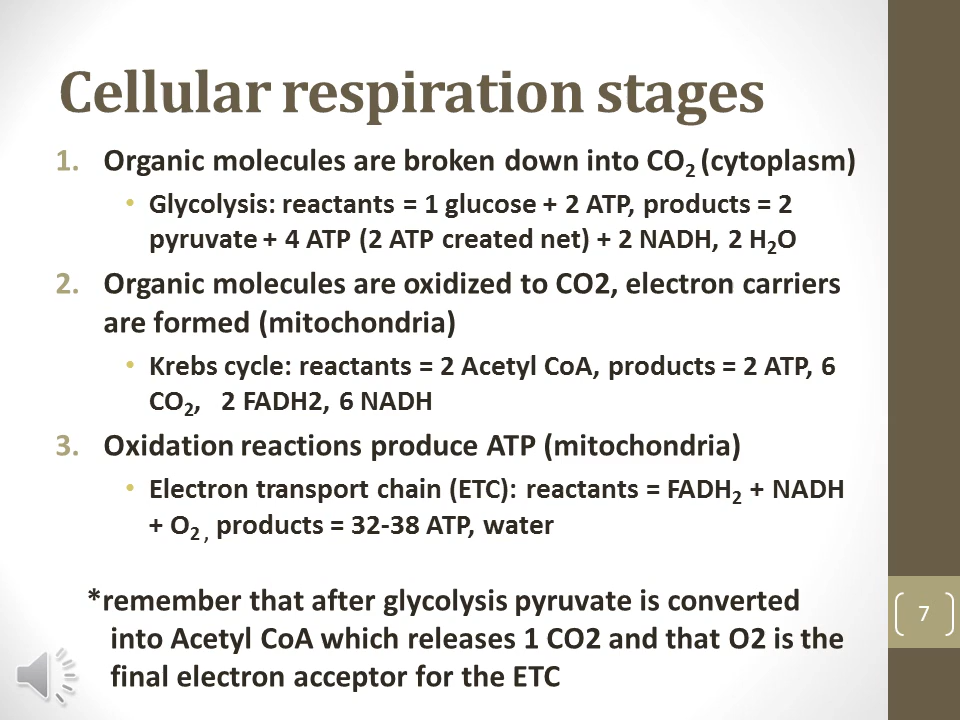 Cellular respiration stages
1. Organic molecules are broken down into CO₂ (cytoplasm)
• Glycolysis: reactants = 1 glucose + 2 ATP, products = 2
pyruvate + 4 ATP (2 ATP created net) + 2 NADH, 2 H₂O
2. Organic molecules are oxidized to CO2, electron carriers
are formed (mitochondria)
• Krebs cycle: reactants = 2 Acetyl CoA, products = 2 ATP, 6
CO₂, 2 FADH2, 6 NADH
3. Oxidation reactions produce ATP (mitochondria)
• Electron transport chain (ETC): reactants = FADH₂ + NADH
+ O₂ , products = 32-38 ATP, water
*remember that after glycolysis pyruvate is converted
into Acetyl CoA which releases 1 CO2 and that O2 is the
final electron acceptor for the ETC
7